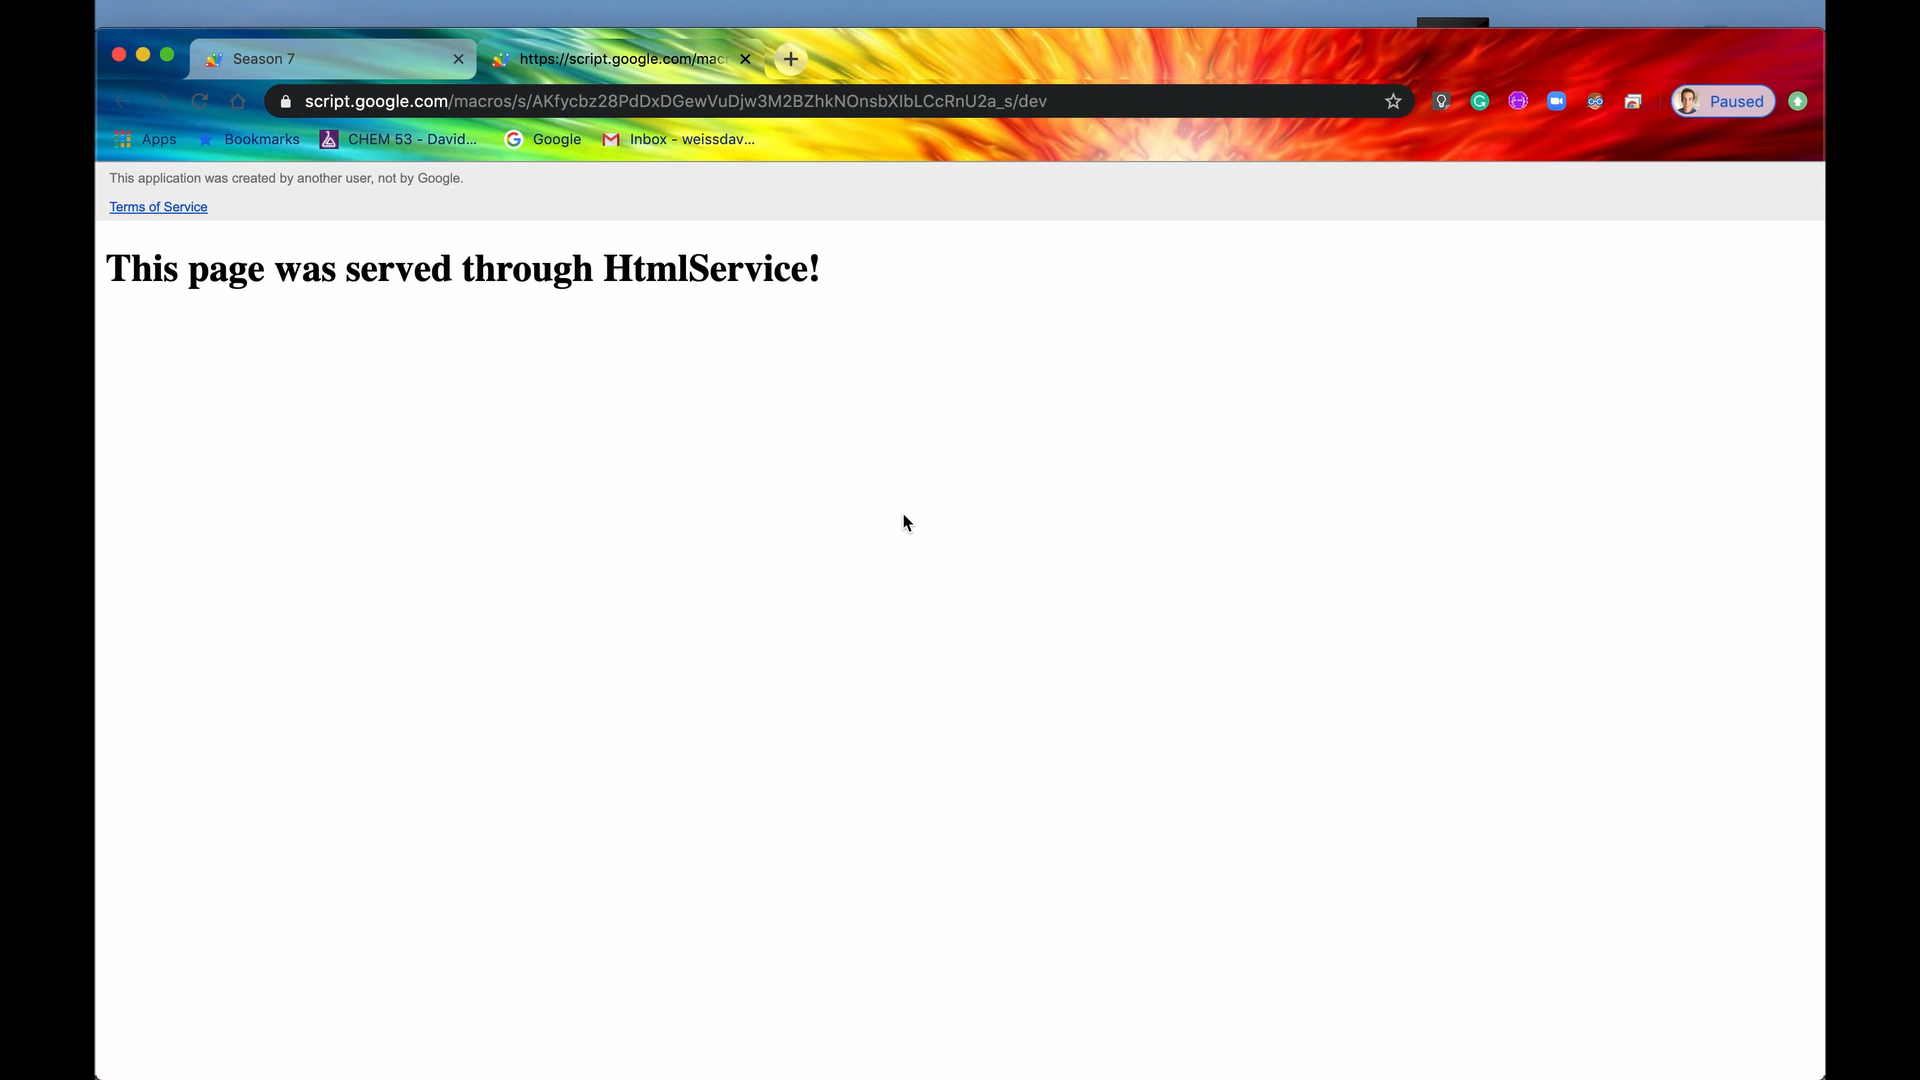 Season 7
https://script.google.com/mac
script.google.com/macros/s/AKfycbz28PdDxDGewVuDjw3M2BZhkNOnsbXIbLCcRnU2a_s/dev
Paused
Apps
Bookmarks
CHEM 53 - David...
Google
Inbox - weissdav...
This application was created by another user, not by Google.
Terms of Service
This page was served through HtmlService!